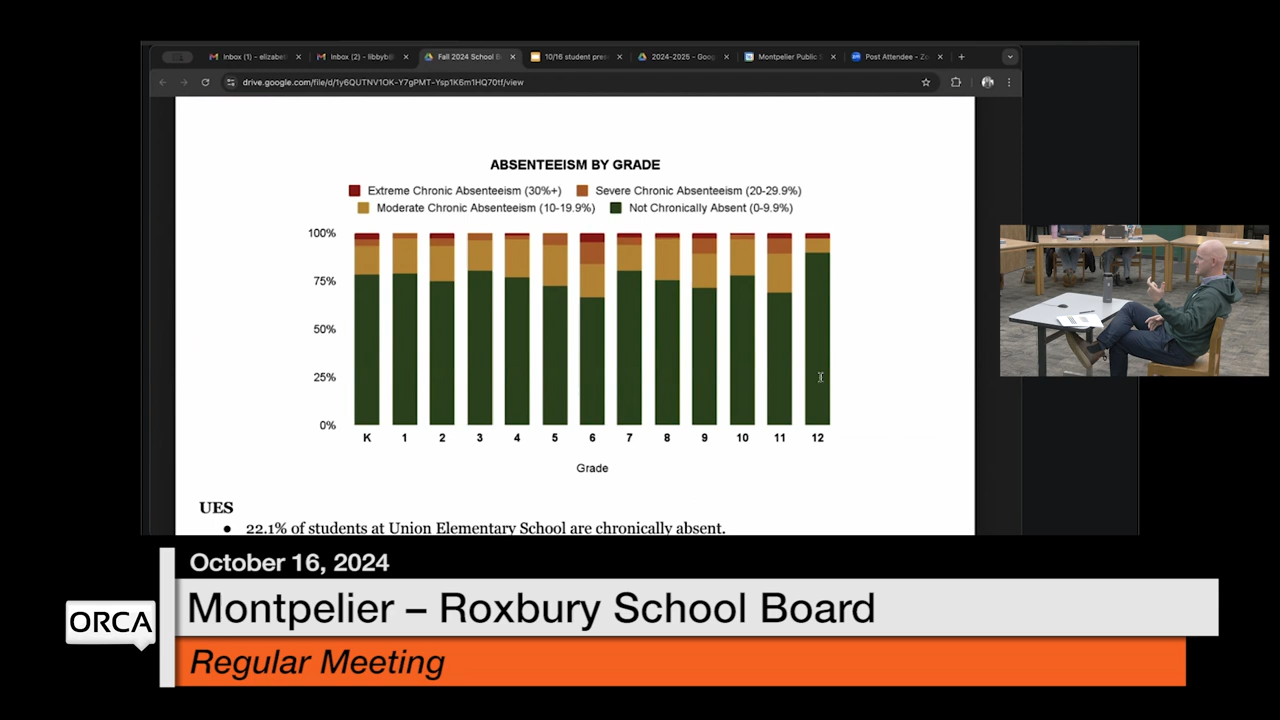 Inbox (1) - elizabet
Inbox (2) - libbyb@
Fall 2024 School B
10/16 student pres
2024-2025 - Goog
Montpelier Public S
Post Attendee - Zo
drive.google.com/file/d/1y6QUTNV1OK-Y7gPMT-Ysp1K6m1HQ70tf/view
ABSENTEEISM BY GRADE
Extreme Chronic Absenteeism (30%+)
Severe Chronic Absenteeism (20-29.9%)
Moderate Chronic Absenteeism (10-19.9%)
Not Chronically Absent (0-9.9%)
100%
75%
50%
25%
0%
K 1 2 3 4 5 6 7 8 9 10 11 12
Grade
UES
• 22.1% of students at Union Elementary School are chronically absent.
October 16, 2024
ORCA
Montpelier – Roxbury School Board
Regular Meeting